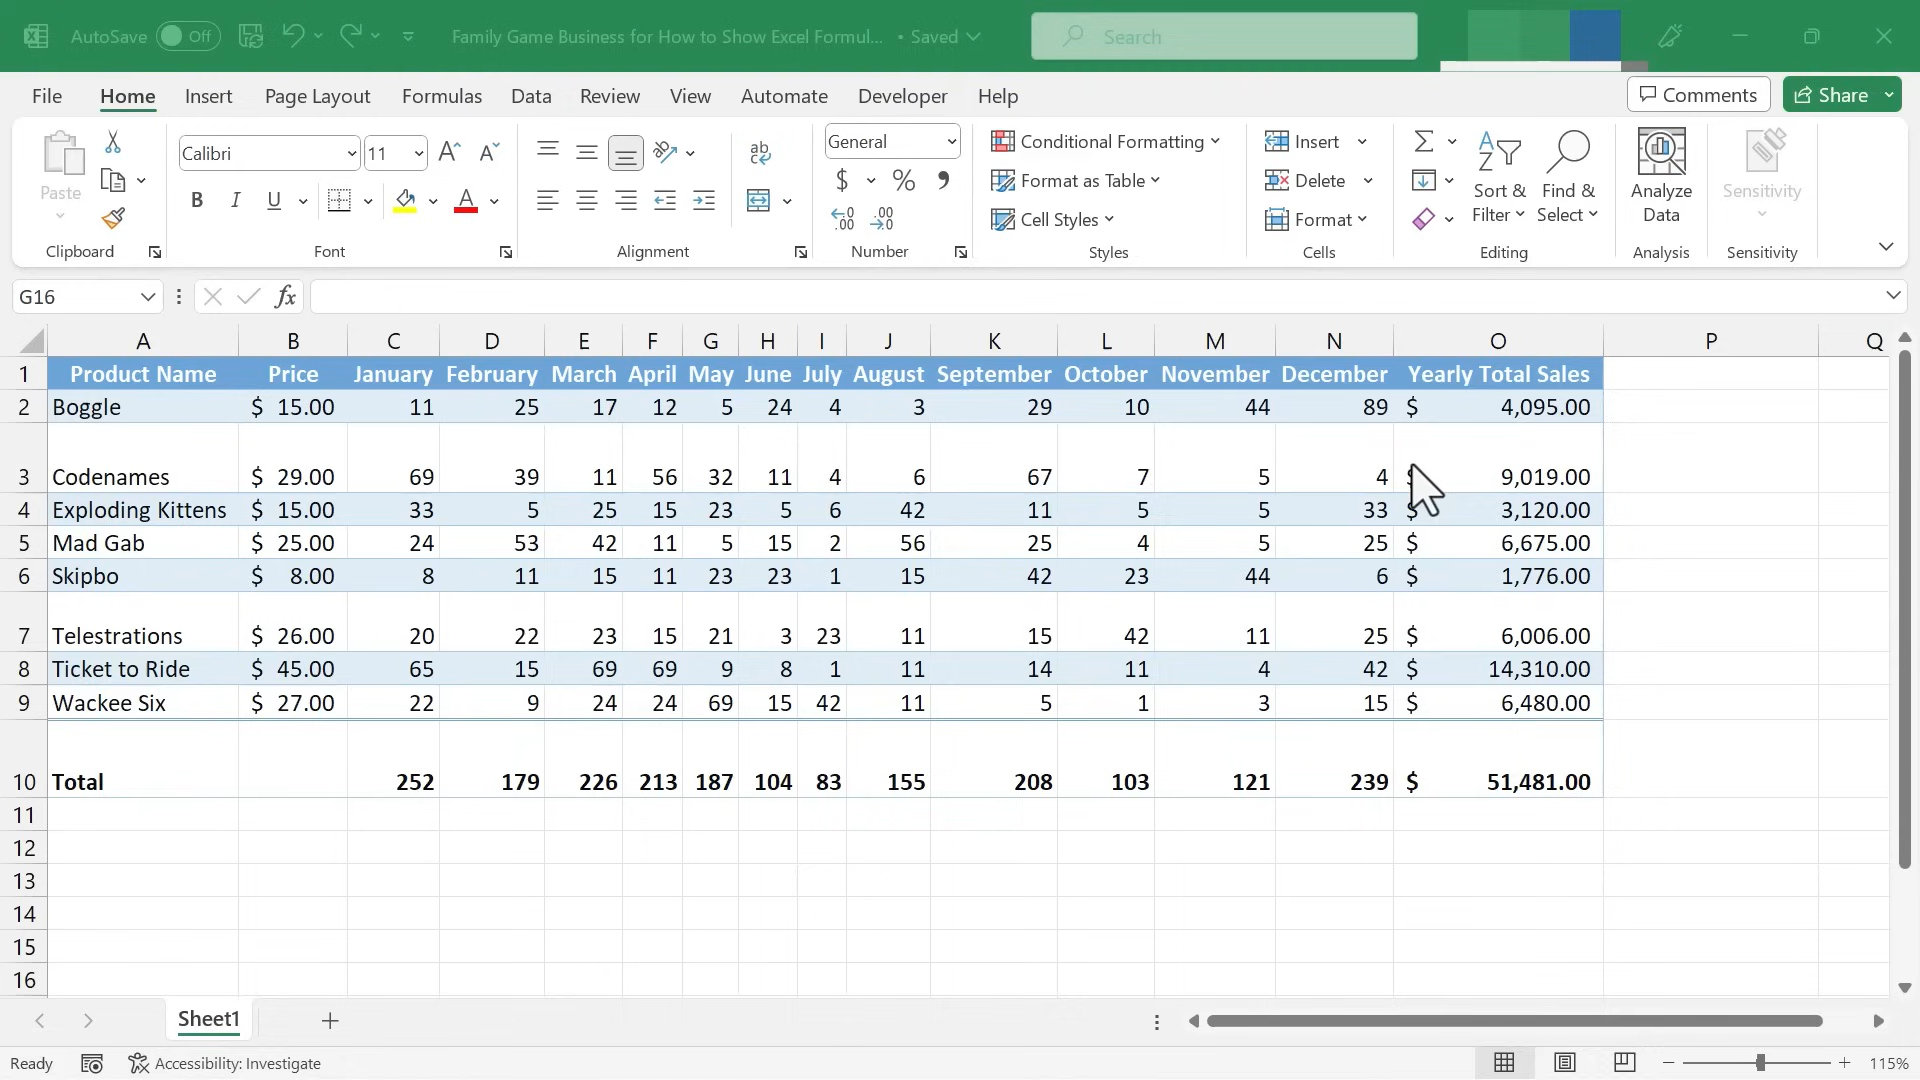 AutoSave Off Family Game Business for How to Show Excel Formul... • Saved Search
File Home Insert Page Layout Formulas Data Review View Automate Developer Help Comments Share
Calibri 11 General Conditional Formatting Insert
Paste Format as Table Delete Sort & Filter Find & Select Analyze Data Sensitivity
B I U Cell Styles Format
Clipboard Font Alignment Number Styles Cells Editing Analysis Sensitivity
G16 fx
A B C D E F G H I J K L M N O P Q
1 Product Name Price January February March April May June July August September October November December Yearly Total Sales
2 Boggle $ 15.00 11 25 17 12 5 24 4 3 29 10 44 89 $ 4,095.00
3 Codenames $ 29.00 69 39 11 56 32 11 4 6 67 7 5 4 $ 9,019.00
4 Exploding Kittens $ 15.00 33 5 25 15 23 5 6 42 11 5 5 33 $ 3,120.00
5 Mad Gab $ 25.00 24 53 42 11 5 15 2 56 25 4 5 25 $ 6,675.00
6 Skipbo $ 8.00 8 11 15 11 23 23 1 15 42 23 44 6 $ 1,776.00
7 Telestrations $ 26.00 20 22 23 15 21 3 23 11 15 42 11 25 $ 6,006.00
8 Ticket to Ride $ 45.00 65 15 69 69 9 8 1 11 14 11 4 42 $ 14,310.00
9 Wackee Six $ 27.00 22 9 24 24 69 15 42 11 5 1 3 15 $ 6,480.00
10 Total 252 179 226 213 187 104 83 155 208 103 121 239 $ 51,481.00
11
12
13
14
15
16
Sheet1
Ready Accessibility: Investigate 115%